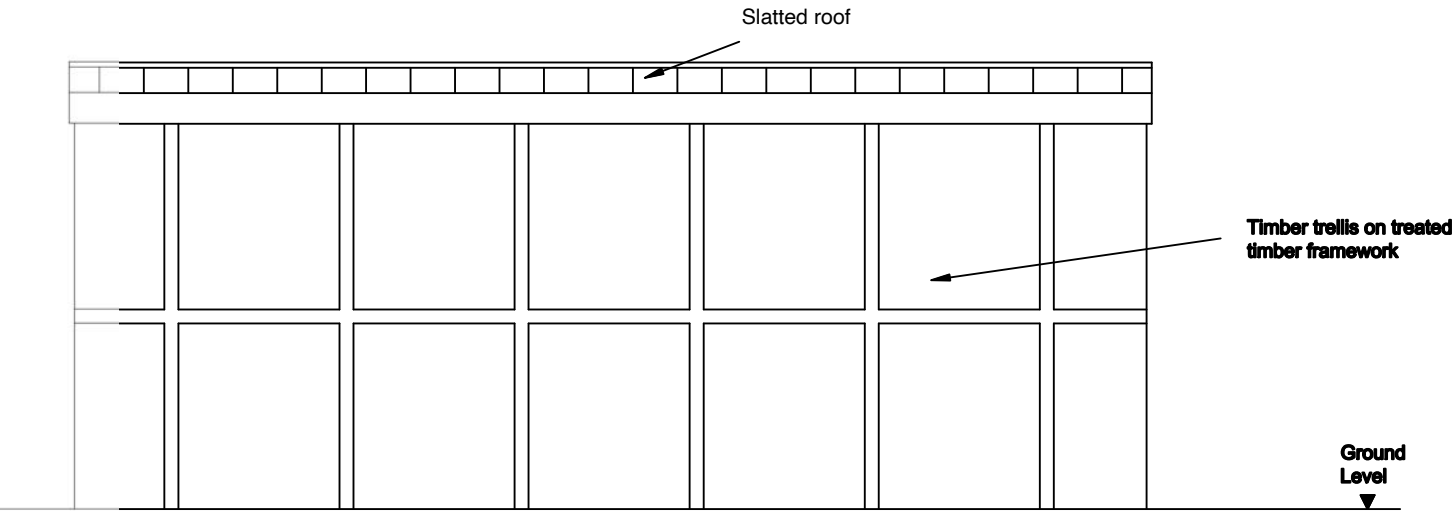 Slatted roof
Timber trellis on treated
timber framework
Ground
Level